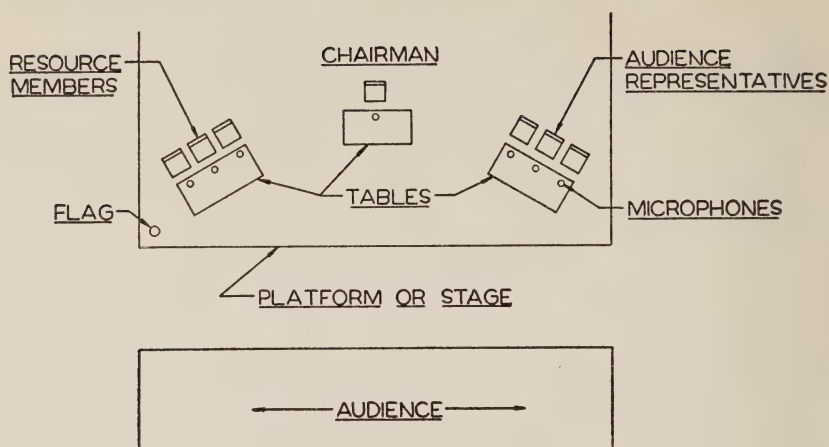 RESOURCE
MEMBERS
CHAIRMAN
AUDIENCE
REPRESENTATIVES
FLAG
TABLES
MICROPHONES
PLATFORM OR STAGE
AUDIENCE